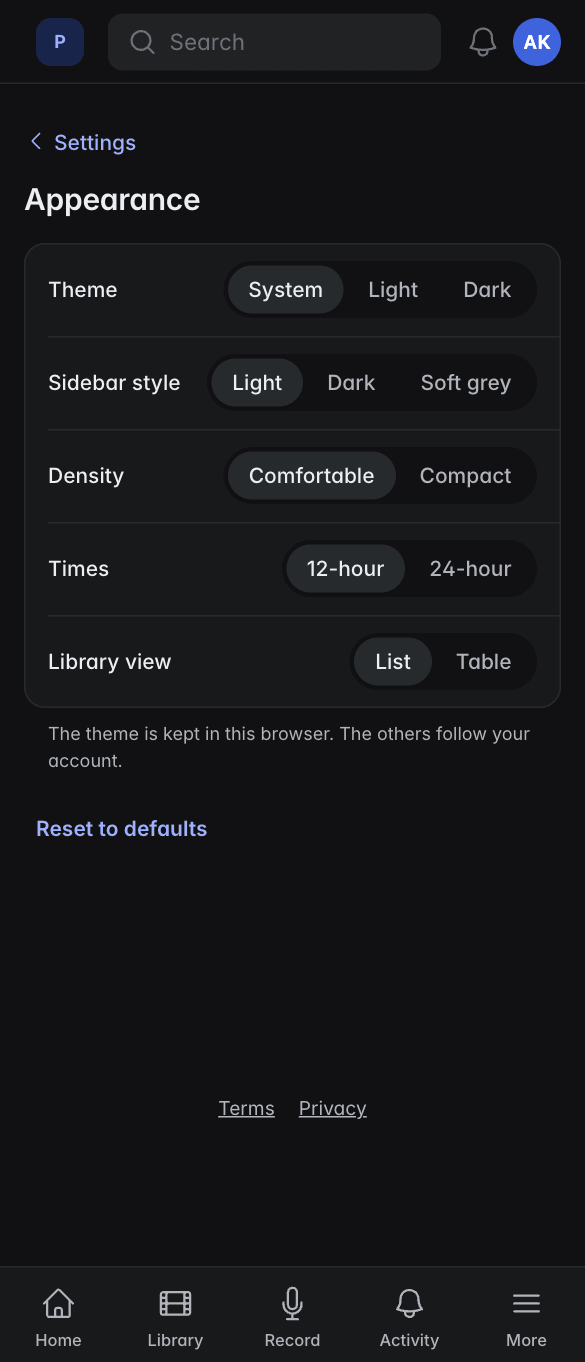 P
Search
AK
Settings
Appearance
Theme System Light Dark
Sidebar style Light Dark Soft grey
Density Comfortable Compact
Times 12-hour 24-hour
Library view List Table
The theme is kept in this browser. The others follow your
account.
Reset to defaults
Terms Privacy
Home Library Record Activity More